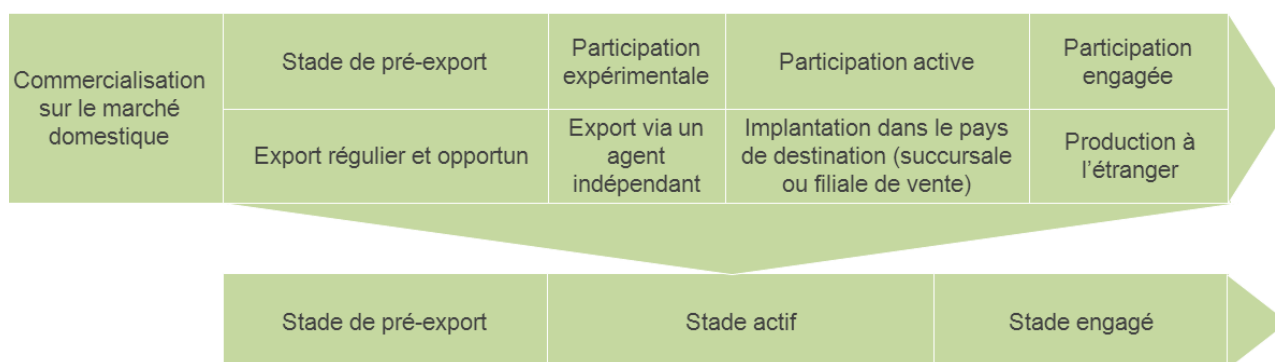 Commercialisation
sur le marché
domestique
Stade de pré-export
Participation
expérimentale
Participation active
Participation
engagée
Export régulier et opportun
Export via un
agent
indépendant
Implantation dans le pays
de destination (succursale
ou filiale de vente)
Production à
l’étranger
Stade de pré-export
Stade actif
Stade engagé